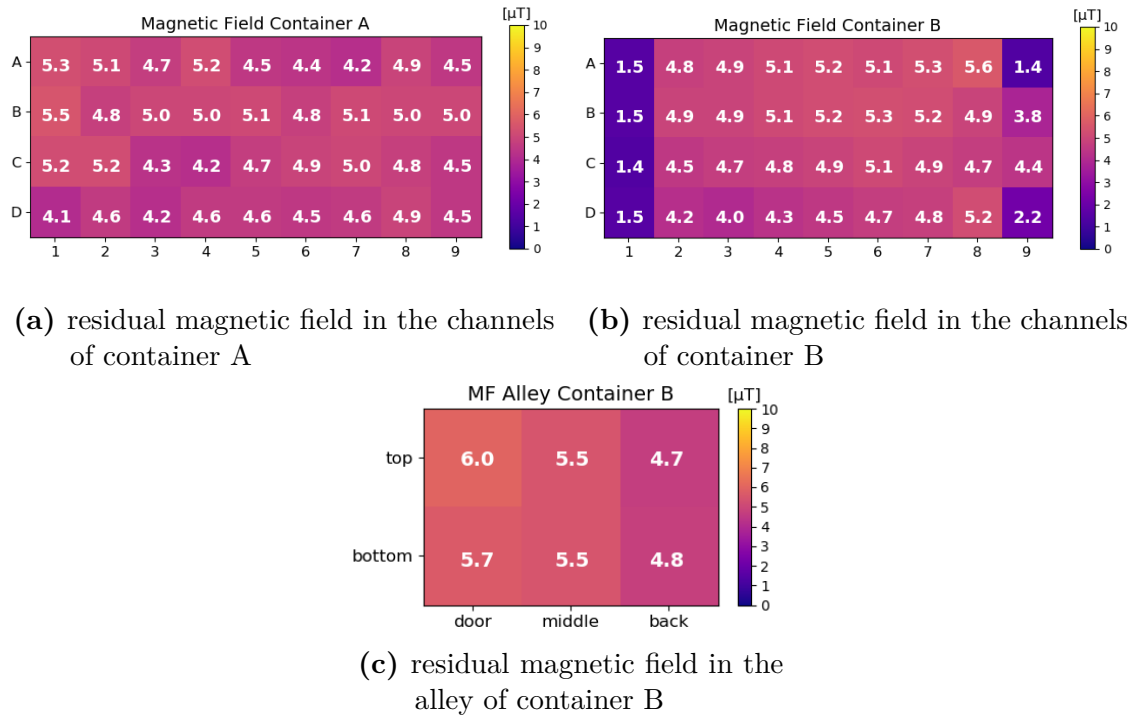 Magnetic Field Container A
[μT]
A 5.3 5.1 4.7 5.2 4.5 4.4 4.2 4.9 4.5
B 5.5 4.8 5.0 5.0 5.1 4.8 5.1 5.0 5.0
C 5.2 5.2 4.3 4.2 4.7 4.9 5.0 4.8 4.5
D 4.1 4.6 4.2 4.6 4.6 4.5 4.6 4.9 4.5
1 2 3 4 5 6 7 8 9
10
9
8
7
6
5
4
3
2
1
0
Magnetic Field Container B
[μT]
A 1.5 4.8 4.9 5.1 5.2 5.1 5.3 5.6 1.4
B 1.5 4.9 4.9 5.1 5.2 5.3 5.2 4.9 3.8
C 1.4 4.5 4.7 4.8 4.9 5.1 4.9 4.7 4.4
D 1.5 4.2 4.0 4.3 4.5 4.7 4.8 5.2 2.2
1 2 3 4 5 6 7 8 9
10
9
8
7
6
5
4
3
2
1
0
(a) residual magnetic field in the channels
of container A
(b) residual magnetic field in the channels
of container B
MF Alley Container B
[μT]
top 6.0 5.5 4.7
bottom 5.7 5.5 4.8
door middle back
10
9
8
7
6
5
4
3
2
1
0
(c) residual magnetic field in the
alley of container B